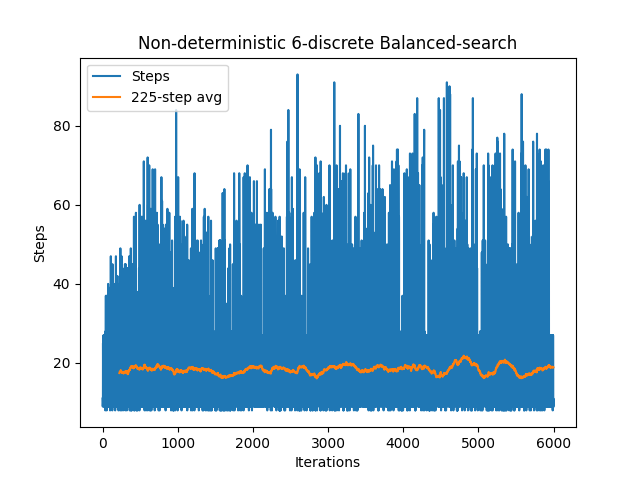 Non-deterministic 6-discrete Balanced-search
Steps
225-step avg
80
60
40
20
Steps
0 1000 2000 3000 4000 5000 6000
Iterations